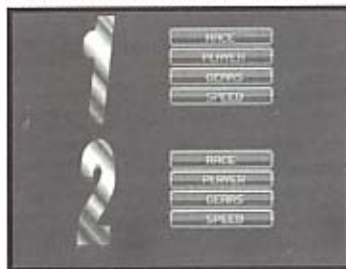 1
RACE
PLAYER
GEARS
SPEED
2
RACE
PLAYER
GEARS
SPEED